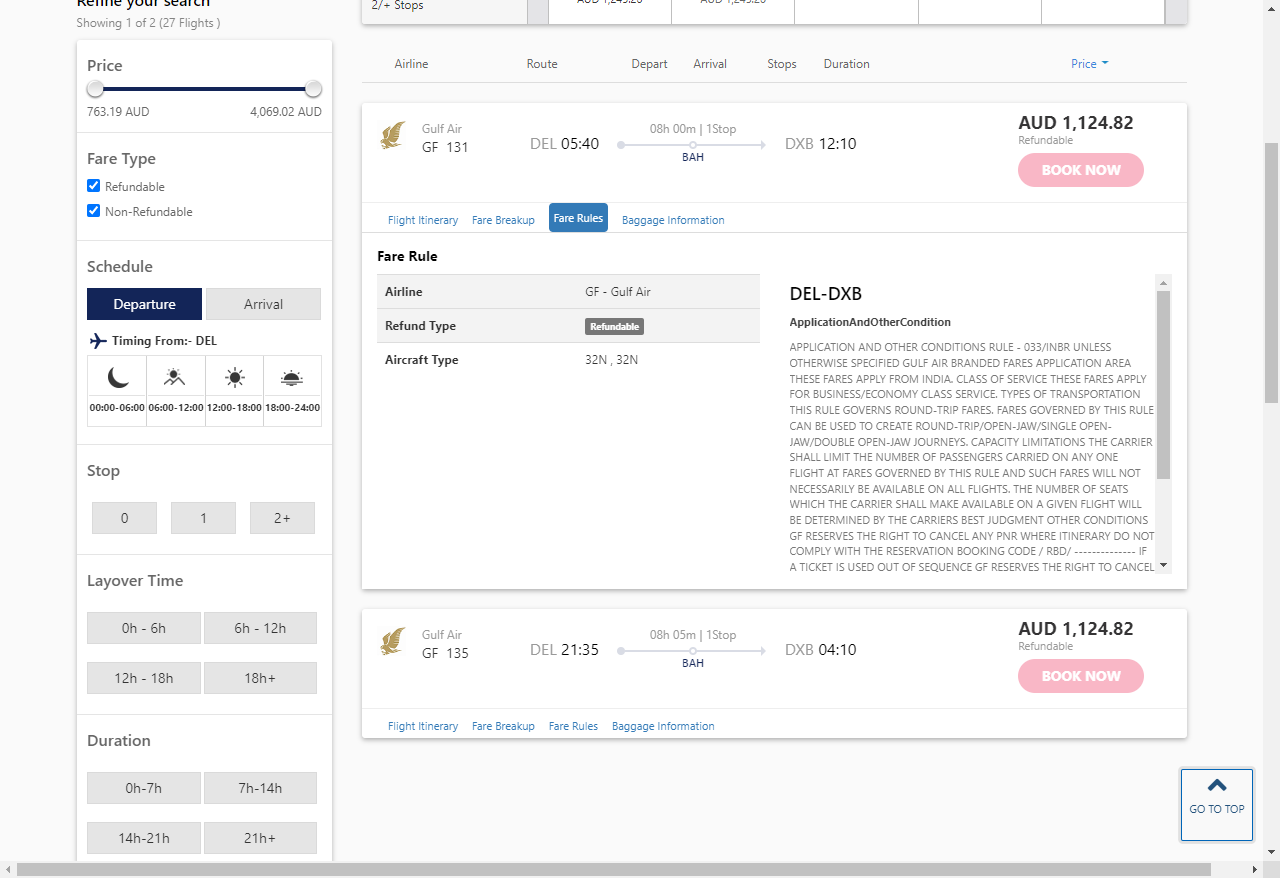 Refine your search
Showing 1 of 2 (27 Flights )
Price
763.19 AUD 4,069.02 AUD
Fare Type
Refundable
Non-Refundable
Schedule
Departure Arrival
Timing From:- DEL
00:00-06:00 06:00-12:00 12:00-18:00 18:00-24:00
Stop
0 1 2+
Layover Time
0h - 6h 6h - 12h
12h - 18h 18h+
Duration
0h-7h 7h-14h
14h-21h 21h+
2/+ Stops
Airline Route Depart Arrival Stops Duration Price
Gulf Air
GF 131
DEL 05:40
08h 00m | 1Stop
BAH
DXB 12:10
AUD 1,124.82
Refundable
BOOK NOW
Flight Itinerary Fare Breakup Fare Rules Baggage Information
Fare Rule
Airline GF - Gulf Air
Refund Type Refundable
Aircraft Type 32N , 32N
DEL-DXB
ApplicationAndOtherCondition
APPLICATION AND OTHER CONDITIONS RULE - 033/INBR UNLESS
OTHERWISE SPECIFIED GULF AIR BRANDED FARES APPLICATION AREA
THESE FARES APPLY FROM INDIA. CLASS OF SERVICE THESE FARES APPLY
FOR BUSINESS/ECONOMY CLASS SERVICE. TYPES OF TRANSPORTATION
THIS RULE GOVERNS ROUND-TRIP FARES. FARES GOVERNED BY THIS RULE
CAN BE USED TO CREATE ROUND-TRIP/OPEN-JAW/SINGLE OPEN-
JAW/DOUBLE OPEN-JAW JOURNEYS. CAPACITY LIMITATIONS THE CARRIER
SHALL LIMIT THE NUMBER OF PASSENGERS CARRIED ON ANY ONE
FLIGHT AT FARES GOVERNED BY THIS RULE AND SUCH FARES WILL NOT
NECESSARILY BE AVAILABLE ON ALL FLIGHTS. THE NUMBER OF SEATS
WHICH THE CARRIER SHALL MAKE AVAILABLE ON A GIVEN FLIGHT WILL
BE DETERMINED BY THE CARRIERS BEST JUDGMENT OTHER CONDITIONS
GF RESERVES THE RIGHT TO CANCEL ANY PNR WHERE ITINERARY DO NOT
COMPLY WITH THE RESERVATION BOOKING CODE / RBD/ -------------- IF
A TICKET IS USED OUT OF SEQUENCE GF RESERVES THE RIGHT TO CANCEL
Gulf Air
GF 135
DEL 21:35
08h 05m | 1Stop
BAH
DXB 04:10
AUD 1,124.82
Refundable
BOOK NOW
Flight Itinerary Fare Breakup Fare Rules Baggage Information
GO TO TOP